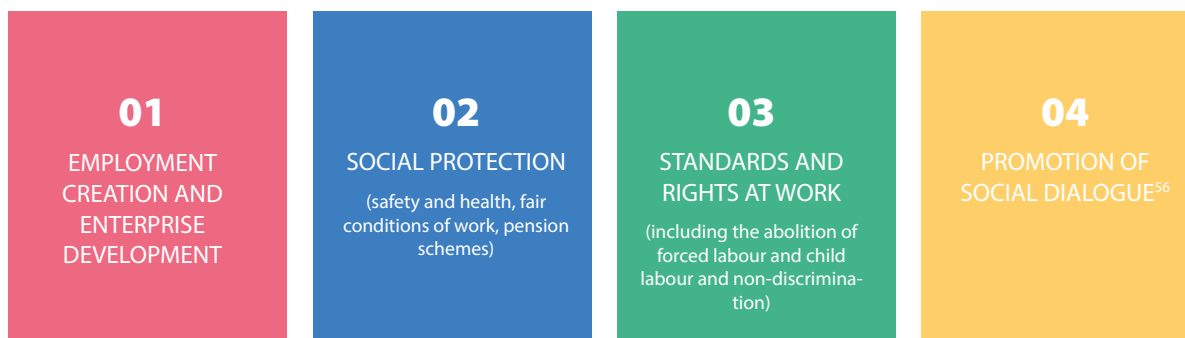 01
EMPLOYMENT
CREATION AND
ENTERPRISE
DEVELOPMENT
02
SOCIAL PROTECTION
(safety and health, fair
conditions of work, pension
schemes)
03
STANDARDS AND
RIGHTS AT WORK
(including the abolition of
forced labour and child
labour and non-discrimina-
tion)
04
PROMOTION OF
SOCIAL DIALOGUE56